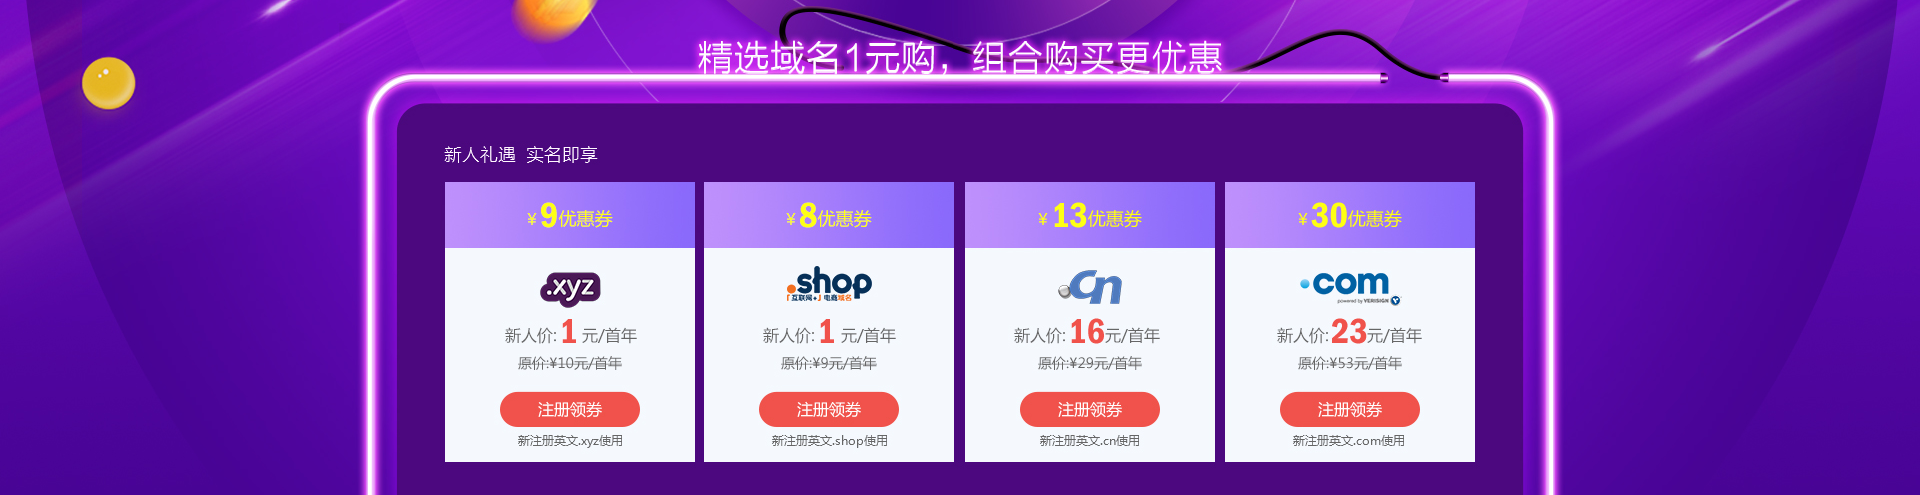 精选域名1元购，组合购买更优惠
新人礼遇 实名即享
¥9优惠券
.xyz
新人价: 1 元/首年
原价:¥10元/首年
注册领券
新注册英文.xyz使用
¥8优惠券
.shop
「互联网+」电商域名
新人价: 1 元/首年
原价:¥9元/首年
注册领券
新注册英文.shop使用
¥13优惠券
.cn
新人价: 16元/首年
原价:¥29元/首年
注册领券
新注册英文.cn使用
¥30优惠券
.com
powered by VERISIGN
新人价:23元/首年
原价:¥53元/首年
注册领券
新注册英文.com使用